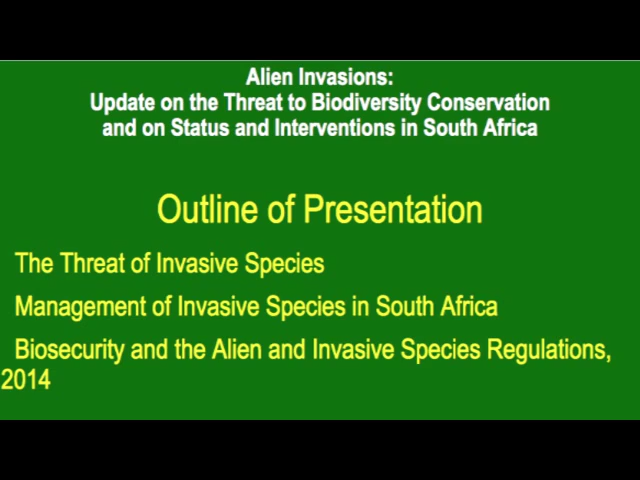 Alien Invasions:
Update on the Threat to Biodiversity Conservation
and on Status and Interventions in South Africa
Outline of Presentation
The Threat of Invasive Species
Management of Invasive Species in South Africa
Biosecurity and the Alien and Invasive Species Regulations,
2014